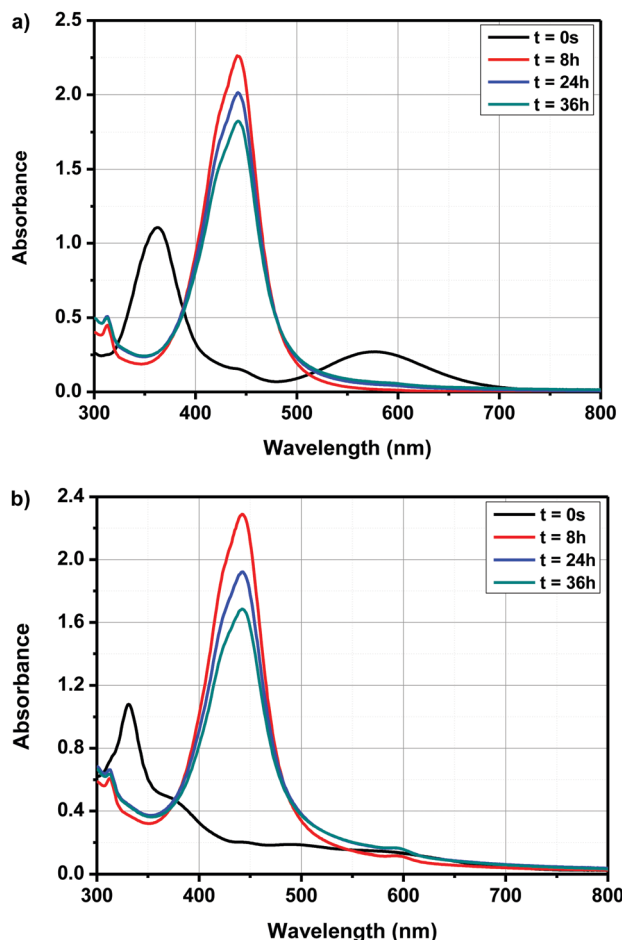 a)
2.5
2.0
1.5
1.0
0.5
0.0
Absorbance
t = 0s
t = 8h
t = 24h
t = 36h
300 400 500 600 700 800
Wavelength (nm)
b)
2.4
2.0
1.6
1.2
0.8
0.4
0.0
Absorbance
t = 0s
t = 8h
t = 24h
t = 36h
300 400 500 600 700 800
Wavelength (nm)